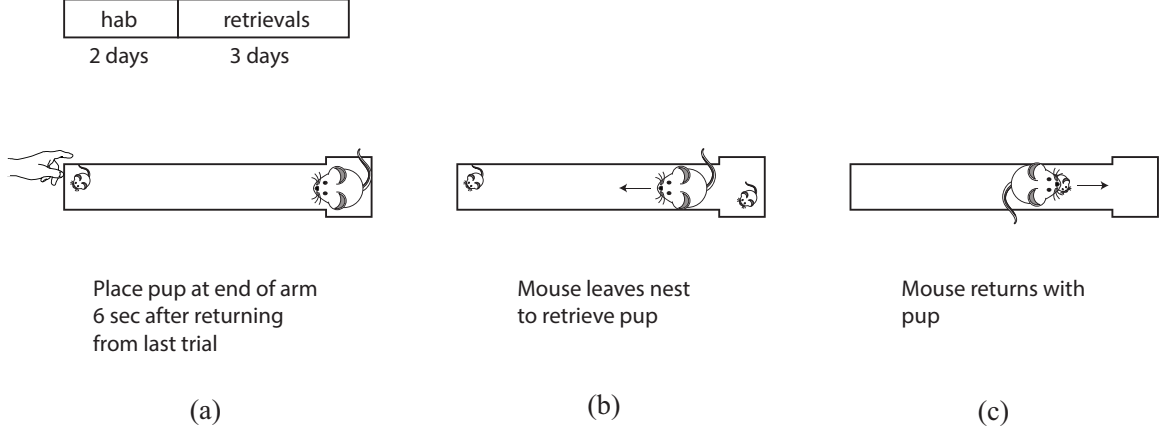 hab retrievals
2 days 3 days
Place pup at end of arm
6 sec after returning
from last trial
Mouse leaves nest
to retrieve pup
Mouse returns with
pup
(a)
(b)
(c)